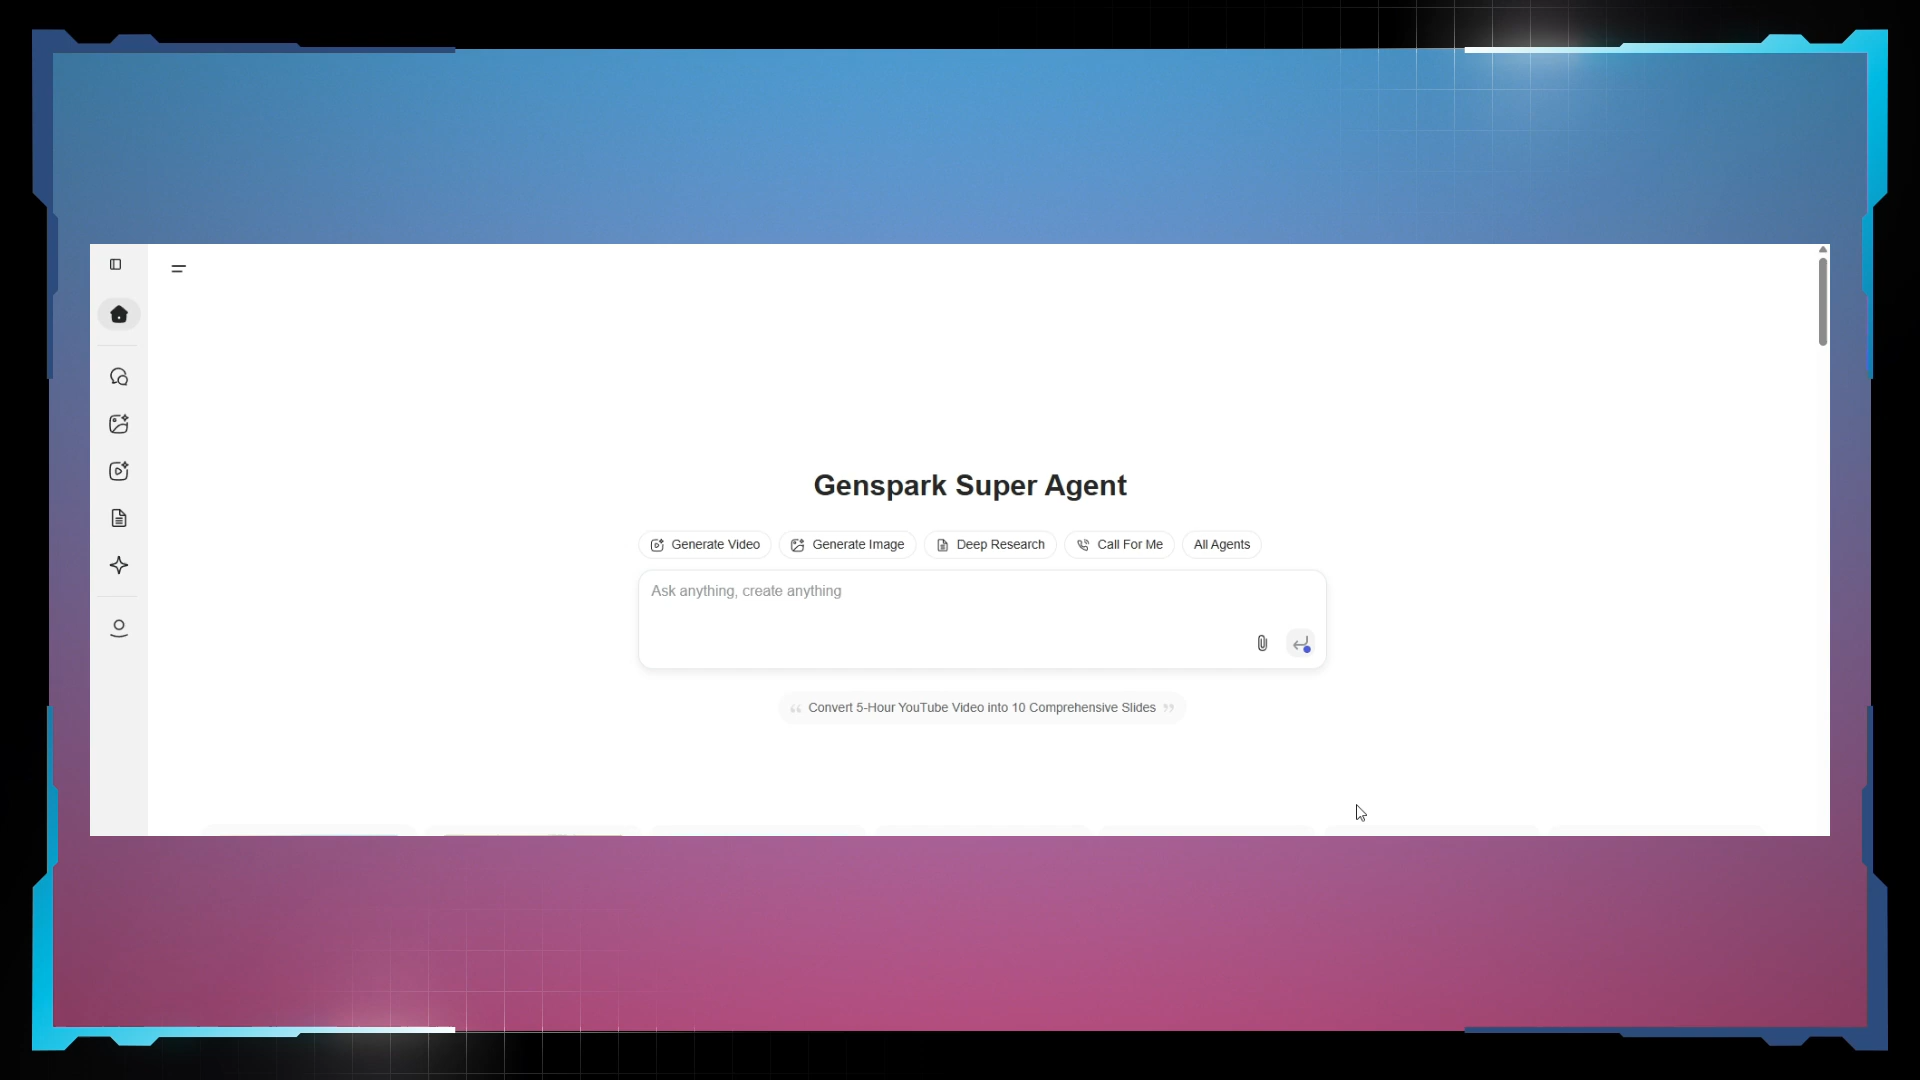 Genspark Super Agent
Generate Video Generate Image Deep Research Call For Me All Agents
Ask anything, create anything
“ Convert 5-Hour YouTube Video into 10 Comprehensive Slides ”